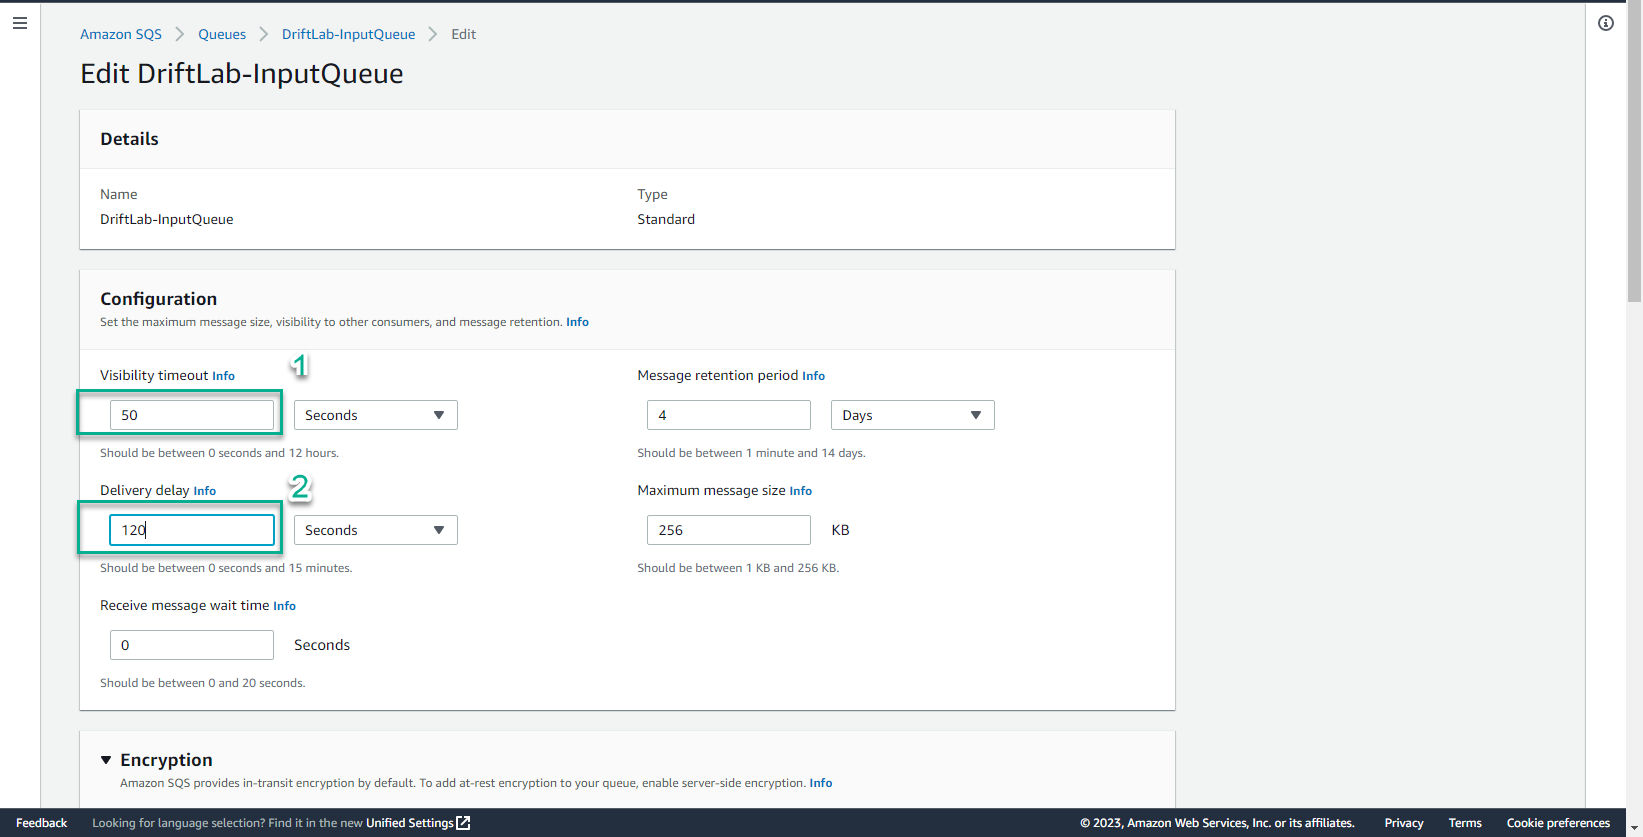 Amazon SQS Queues DriftLab-InputQueue Edit
Edit DriftLab-InputQueue
Details
Name Type
DriftLab-InputQueue Standard
Configuration
Set the maximum message size, visibility to other consumers, and message retention. Info
1
Visibility timeout Info Message retention period Info
50 Seconds 4 Days
Should be between 0 seconds and 12 hours. Should be between 1 minute and 14 days.
2
Delivery delay Info Maximum message size Info
120 Seconds 256 KB
Should be between 0 seconds and 15 minutes. Should be between 1 KB and 256 KB.
Receive message wait time Info
0 Seconds
Should be between 0 and 20 seconds.
Encryption
Amazon SQS provides in-transit encryption by default. To add at-rest encryption to your queue, enable server-side encryption. Info
Feedback Looking for language selection? Find it in the new Unified Settings © 2023, Amazon Web Services, Inc. or its affiliates. Privacy Terms Cookie preferences